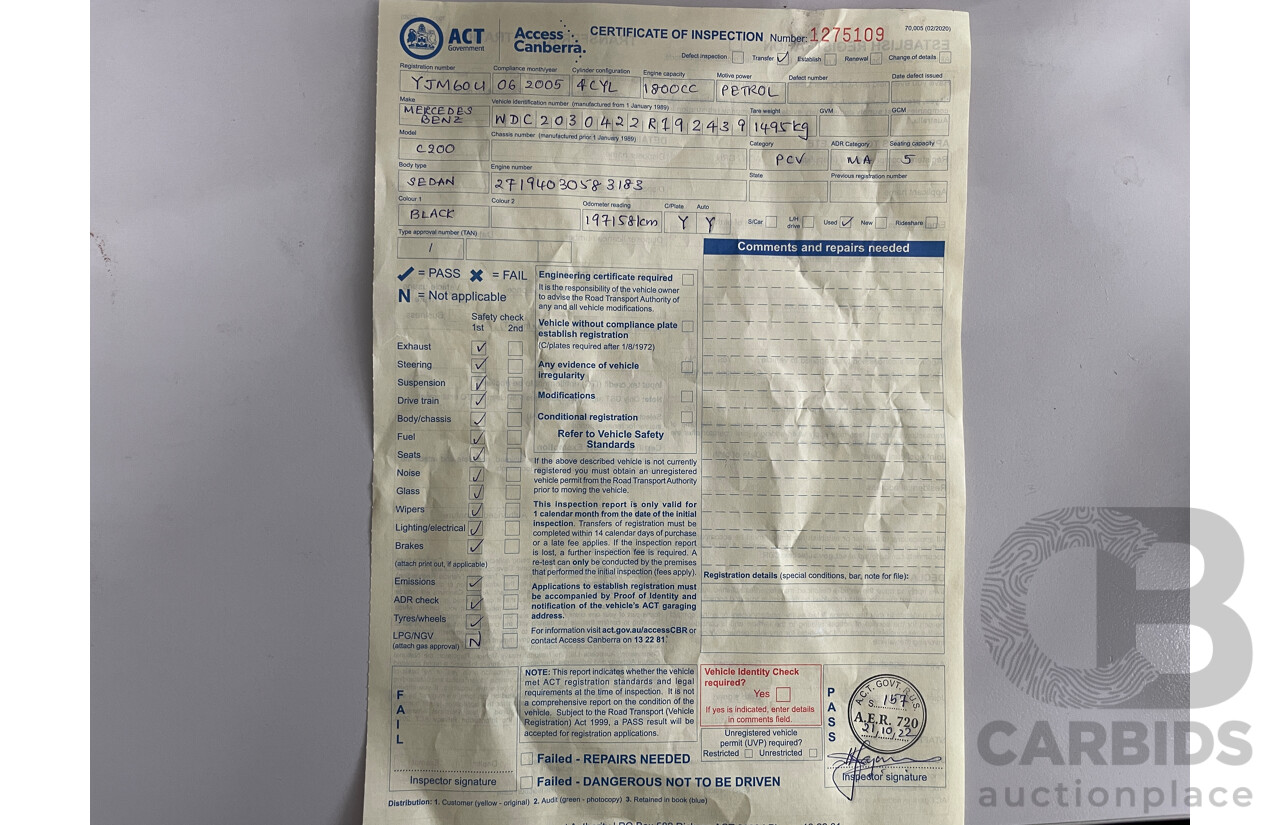 ACT Government
Access Canberra.
CERTIFICATE OF INSPECTION Number: 1275109
70,005 (02/2020)
Defect inspection Transfer ✓ Establish Renewal Change of details
Registration number Compliance month/year Cylinder configuration Engine capacity Motive power Defect number Date defect issued
YJM60U 06 2005 4CYL 1800CC PETROL
Make Vehicle identification number (manufactured from 1 January 1989) Tare weight GVM GCM
MERCEDES BENZ WDC2030422R192439 1495kg
Model Chassis number (manufactured prior 1 January 1989) Category ADR Category Seating capacity
C200 PCV MA 5
Body type Engine number State Previous registration number
SEDAN 27194030583183
Colour 1 Colour 2 Odometer reading C/Plate Auto
BLACK 197158km Y Y S/Car L/H drive Used ✓ New Rideshare
Type approval number (TAN)
/
Comments and repairs needed
✓ = PASS ✖ = FAIL
N = Not applicable
Safety check
1st 2nd
Exhaust ✓
Steering ✓
Suspension ✓
Drive train ✓
Body/chassis ✓
Fuel ✓
Seats ✓
Noise ✓
Glass ✓
Wipers ✓
Lighting/electrical ✓
Brakes ✓
(attach print out, if applicable)
Emissions ✓
ADR check ✓
Tyres/wheels ✓
LPG/NGV N
(attach gas approval)
Engineering certificate required
It is the responsibility of the vehicle owner
to advise the Road Transport Authority of
any and all vehicle modifications.
Vehicle without compliance plate
establish registration
(C/plates required after 1/8/1972)
Any evidence of vehicle
irregularity
Modifications
Conditional registration
Refer to Vehicle Safety
Standards
If the above described vehicle is not currently
registered you must obtain an unregistered
vehicle permit from the Road Transport Authority
prior to moving the vehicle.
This inspection report is only valid for
1 calendar month from the date of the initial
inspection. Transfers of registration must be
completed within 14 calendar days of purchase
or a late fee applies. If the inspection report
is lost, a further inspection fee is required. A
re-test can only be conducted by the premises
that performed the initial inspection (fees apply).
Applications to establish registration must
be accompanied by Proof of Identity and
notification of the vehicle's ACT garaging
address.
For information visit act.gov.au/accessCBR or
contact Access Canberra on 13 22 81
Registration details (special conditions, bar, note for file):
FAIL
Inspector signature
NOTE: This report indicates whether the vehicle
met ACT registration standards and legal
requirements at the time of inspection. It is not
a comprehensive report on the condition of the
vehicle. Subject to the Road Transport (Vehicle
Registration) Act 1999, a PASS result will be
accepted for registration applications.
Failed - REPAIRS NEEDED
Failed - DANGEROUS NOT TO BE DRIVEN
Vehicle Identity Check
required?
Yes
If yes is indicated, enter details
in comments field.
Unregistered vehicle
permit (UVP) required?
Restricted Unrestricted
PASS
A.C.T. GOVT. R.U.S.
S. 157
A.E.R. 720
21,10,22
Inspector signature
Distribution: 1. Customer (yellow - original) 2. Audit (green - photocopy) 3. Retained in book (blue)
CARBIDS
auctionplace